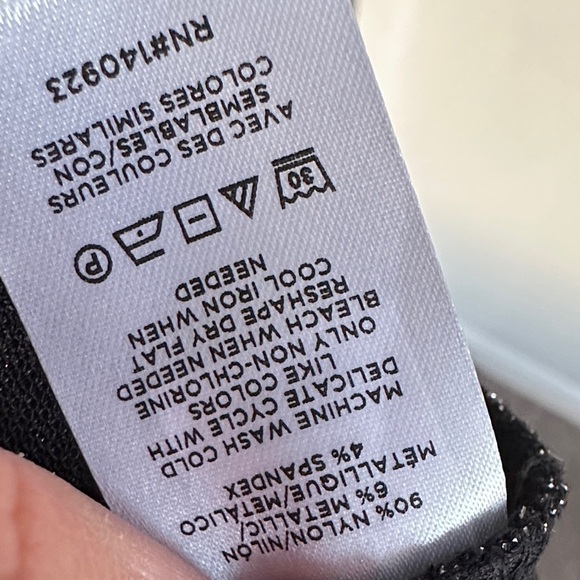 90% NYLON/NILÓN
6% METALLIC/
MÉTALLIQUE/METÁLICO
4% SPANDEX
MACHINE WASH COLD
DELICATE CYCLE WITH
LIKE COLORS
ONLY NON-CHLORINE
BLEACH WHEN NEEDED
RESHAPE DRY FLAT
COOL IRON WHEN
NEEDED
30
P
AVEC DES COULEURS
SEMBLABLES/CON
COLORES SIMILARES
RN#140923